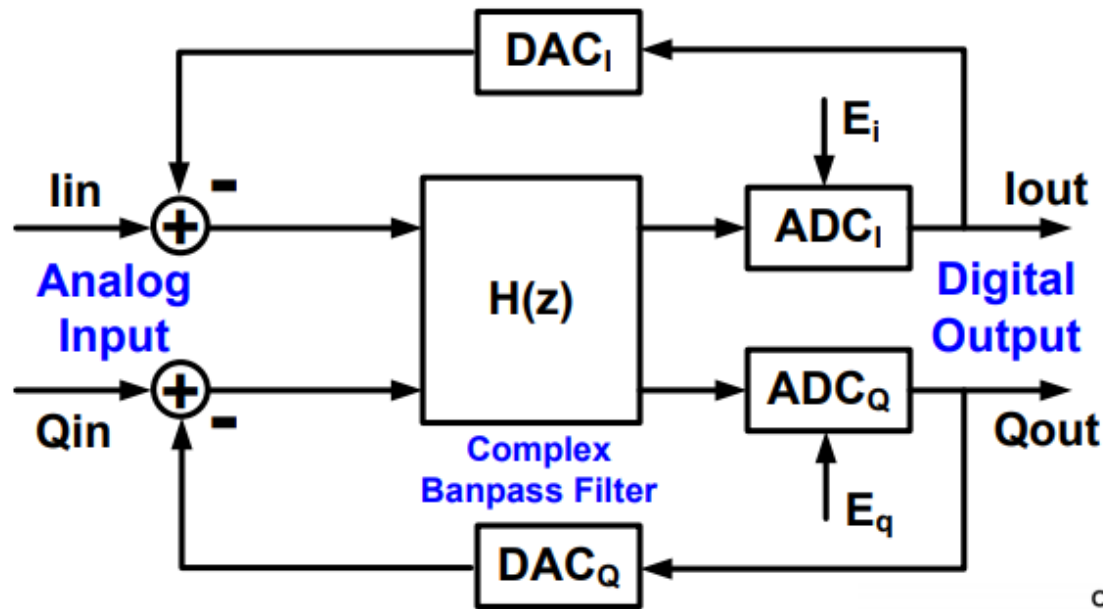 DACI
Ei
Iin
-
Iout
+
ADCI
Analog
Input
H(z)
Digital
Output
+
-
ADCQ
Qin
Qout
Complex
Banpass Filter
Eq
DACQ